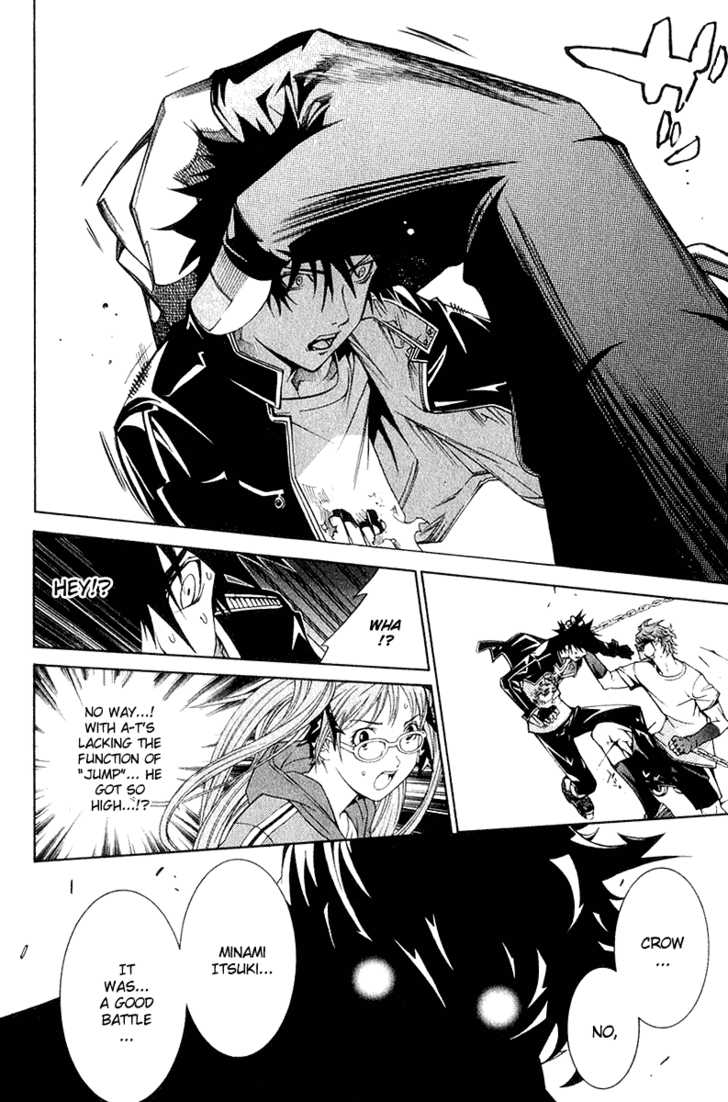 HEY!?
WHA
!?
NO WAY...!
WITH A-T'S
LACKING THE
FUNCTION OF
"JUMP"... HE
GOT SO
HIGH...!?
CROW
...
NO,
MINAMI
ITSUKI...
IT
WAS...
A GOOD
BATTLE
...